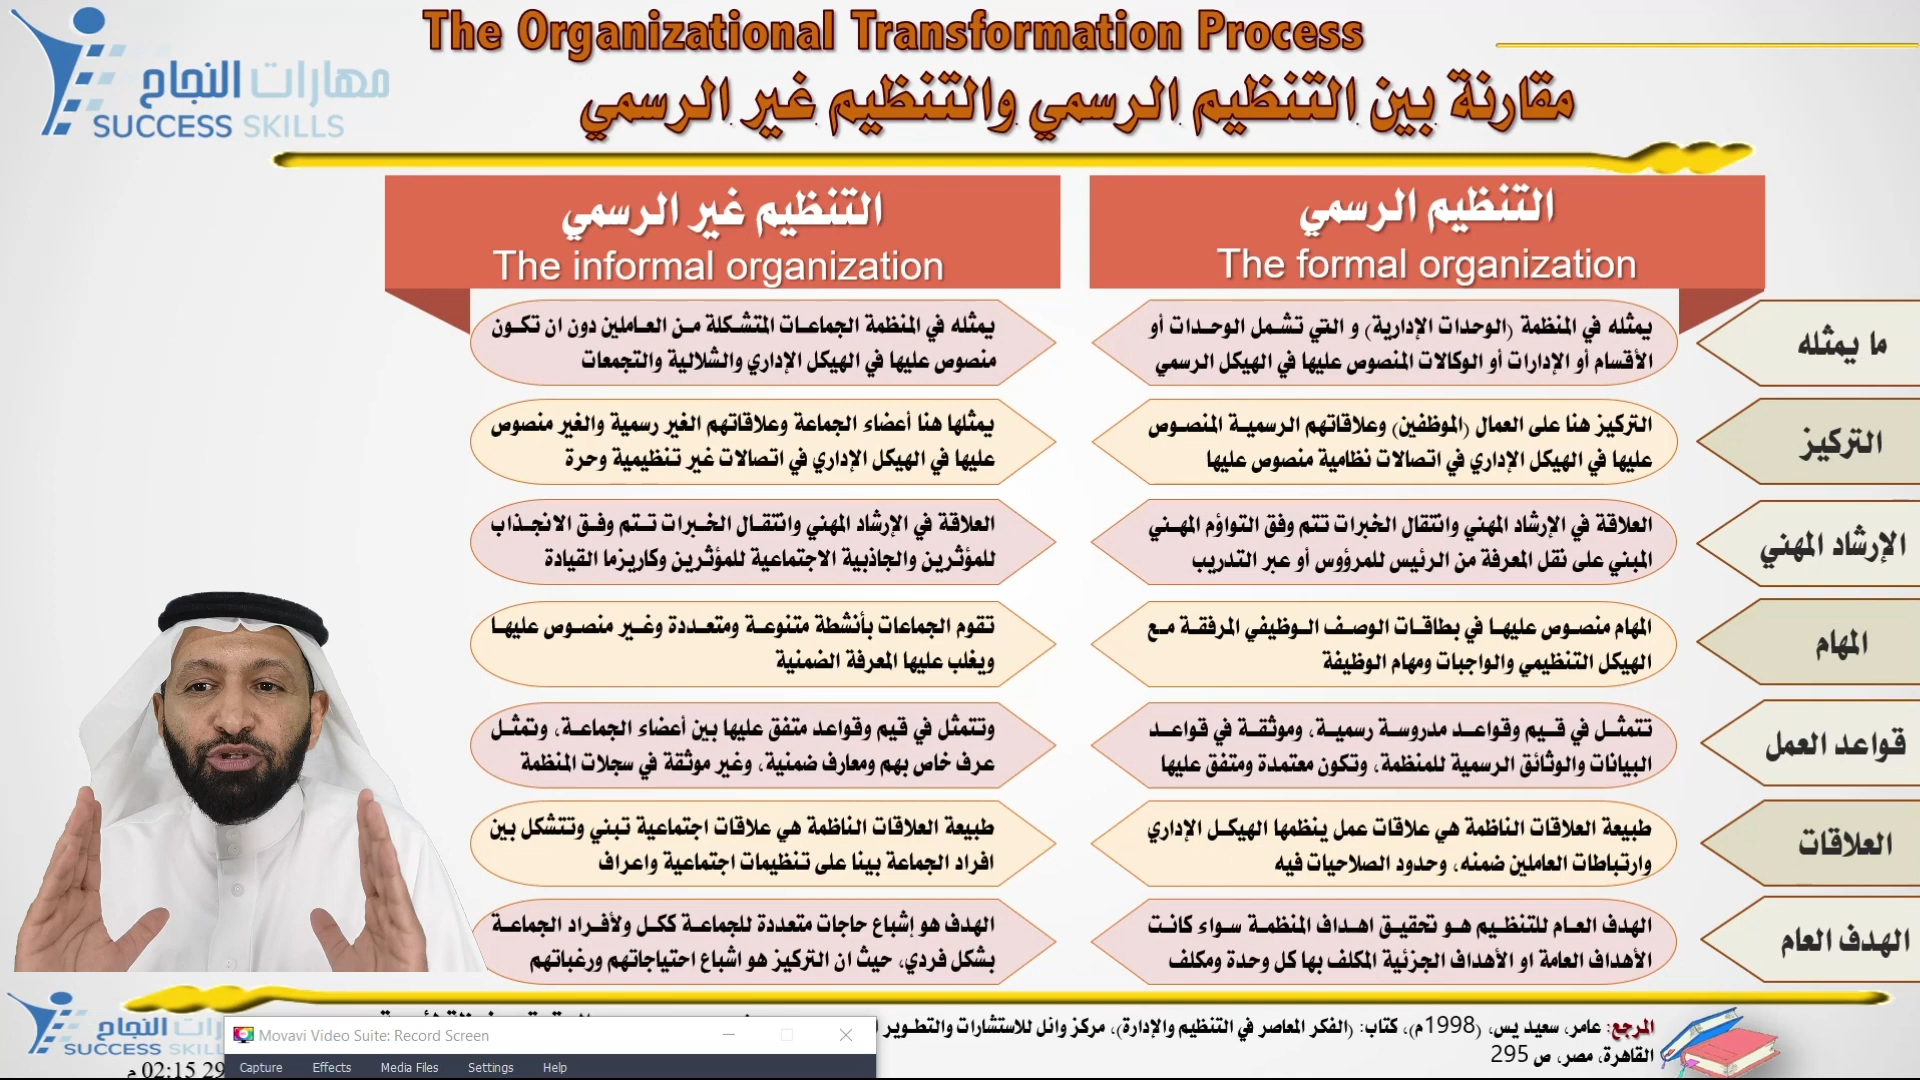 The Organizational Transformation Process
مقارنة بين التنظيم الرسمي والتنظيم غير الرسمي
مهارات النجاح
SUCCESS SKILLS
التنظيم الرسمي
The formal organization
التنظيم غير الرسمي
The informal organization
ما يمثله
يمثله في المنظمة (الوحدات الإدارية) و التي تشمل الوحدات أو
الأقسام أو الإدارات أو الوكالات المنصوص عليها في الهيكل الرسمي
يمثله في المنظمة الجماعات المتشكلة من العاملين دون ان تكون
منصوص عليها في الهيكل الإداري والشلالية والتجمعات
التركيز
التركيز هنا على العمال (الموظفين) وعلاقاتهم الرسمية المنصوص
عليها في الهيكل الإداري في اتصالات نظامية منصوص عليها
يمثلها هنا أعضاء الجماعة وعلاقاتهم الغير رسمية والغير منصوص
عليها في الهيكل الإداري في اتصالات غير تنظيمية وحرة
الإرشاد المهني
العلاقة في الإرشاد المهني وانتقال الخبرات تتم وفق التواؤم المهني
المبني على نقل المعرفة من الرئيس للمرؤوس أو عبر التدريب
العلاقة في الإرشاد المهني وانتقال الخبرات تتم وفق الانجذاب
للمؤثرين والجاذبية الاجتماعية للمؤثرين وكاريزما القيادة
المهام
المهام منصوص عليها في بطاقات الوصف الوظيفي المرفقة مع
الهيكل التنظيمي والواجبات ومهام الوظيفة
تقوم الجماعات بأنشطة متنوعة ومتعددة وغير منصوص عليها
ويغلب عليها المعرفة الضمنية
قواعد العمل
تتمثل في قيم وقواعد مدروسة رسمية، وموثقة في قواعد
البيانات والوثائق الرسمية للمنظمة، وتكون معتمدة ومتفق عليها
وتتمثل في قيم وقواعد متفق عليها بين أعضاء الجماعة، وتمثل
عرف خاص بهم ومعارف ضمنية، وغير موثقة في سجلات المنظمة
العلاقات
طبيعة العلاقات الناظمة هي علاقات عمل ينظمها الهيكل الإداري
وارتباطات العاملين ضمنه، وحدود الصلاحيات فيه
طبيعة العلاقات الناظمة هي علاقات اجتماعية تبني وتتشكل بين
افراد الجماعة بينا على تنظيمات اجتماعية واعراف
الهدف العام
الهدف العام للتنظيم هو تحقيق اهداف المنظمة سواء كانت
الأهداف العامة او الأهداف الجزئية المكلف بها كل وحدة ومكلف
الهدف هو إشباع حاجات متعددة للجماعة ككل ولأفراد الجماعة
بشكل فردي، حيث ان التركيز هو اشباع احتياجاتهم ورغباتهم
المرجع: عامر، سعيد يس، (1998م)، كتاب: (الفكر المعاصر في التنظيم والإدارة)، مركز وائل للاستشارات والتطوير
القاهرة، مصر، ص 295
SUCCESS
02:15 29 م
Movavi Video Suite: Record Screen
Capture Effects Media Files Settings Help